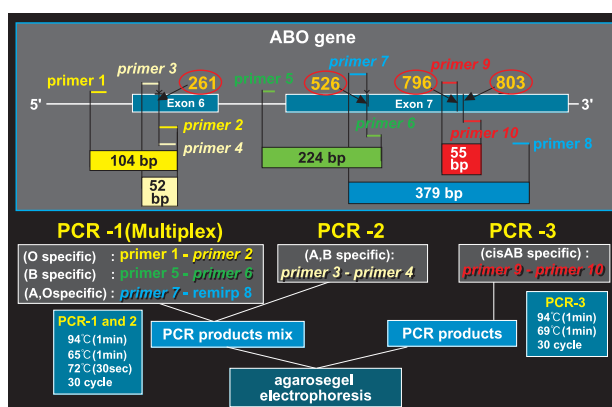 ABO gene
primer 1
primer 3
261
primer 5
526
primer 7
796
primer 9
803
5'
Exon 6
Exon 7
3'
primer 2
primer 4
primer 6
primer 10
primer 8
104 bp
52
bp
224 bp
55
bp
379 bp
PCR -1(Multiplex)
(O specific) : primer 1 - primer 2
(B specific) : primer 5 - primer 6
(A,Ospecific) : primer 7 - remirp 8
PCR -2
(A,B specific):
primer 3 - primer 4
PCR -3
(cisAB specific) :
primer 9 - primer 10
PCR-1 and 2
94℃(1min)
65℃(1min)
72℃(30sec)
30 cycle
PCR products mix
PCR products
PCR-3
94℃(1min)
69℃(1min)
30 cycle
agarosegel
electrophoresis